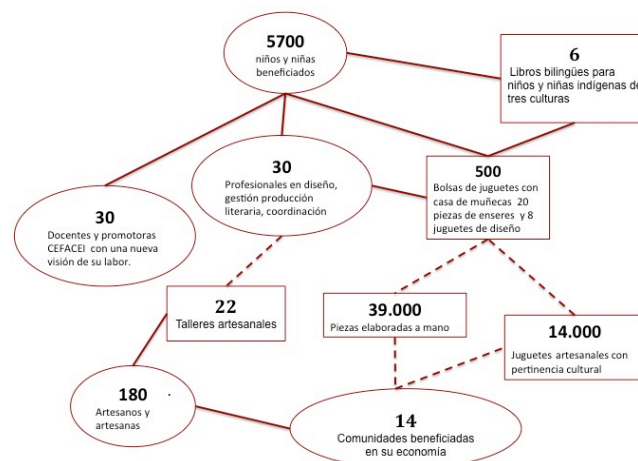 5700
niños y niñas
beneficiados
6
Libros bilingües para
niños y niñas indígenas de
tres culturas
30
Profesionales en diseño,
gestión producción
literaria, coordinación
500
Bolsas de juguetes con
casa de muñecas 20
piezas de enseres y 8
juguetes de diseño
30
Docentes y promotoras
CEFACEI con una nueva
visión de su labor.
22
Talleres artesanales
39.000
Piezas elaboradas a mano
14.000
Juguetes artesanales con
pertinencia cultural
180
Artesanos y
artesanas
14
Comunidades beneficiadas
en su economía